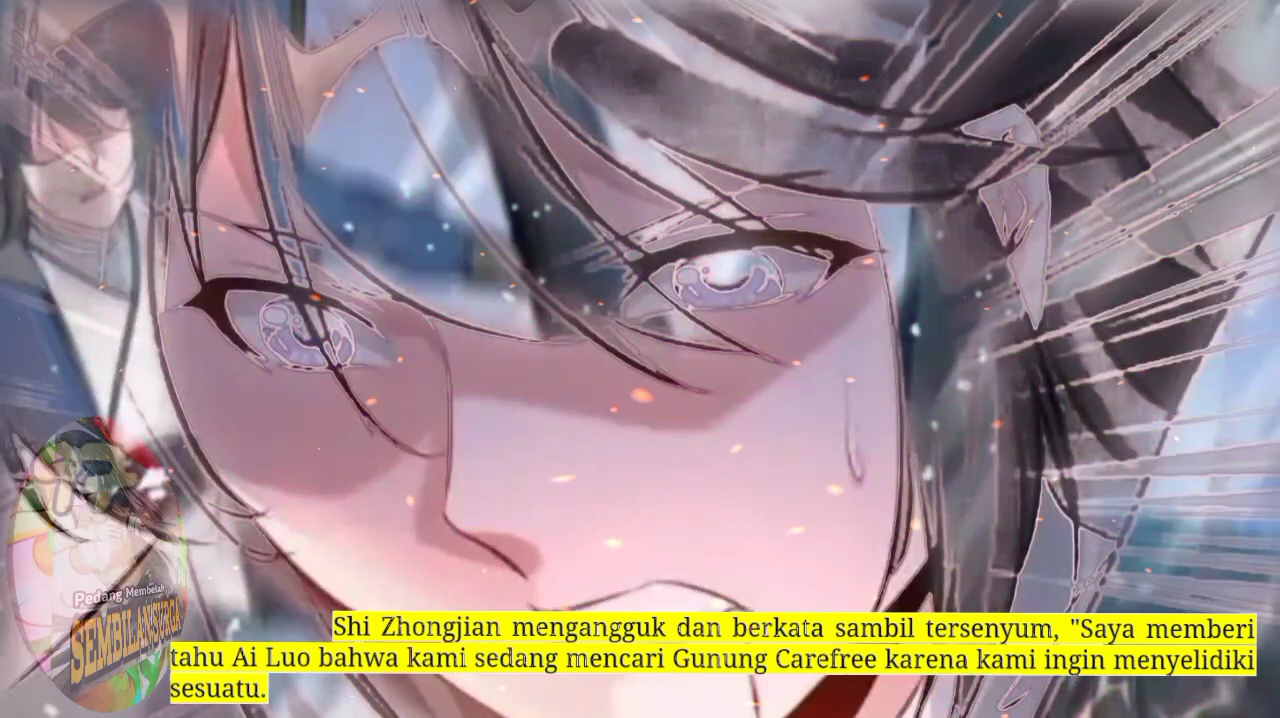 Pedang Membelah
SEMBILAN SURGA
Shi Zhongjian mengangguk dan berkata sambil tersenyum, "Saya memberi
tahu Ai Luo bahwa kami sedang mencari Gunung Carefree karena kami ingin menyelidiki
sesuatu.